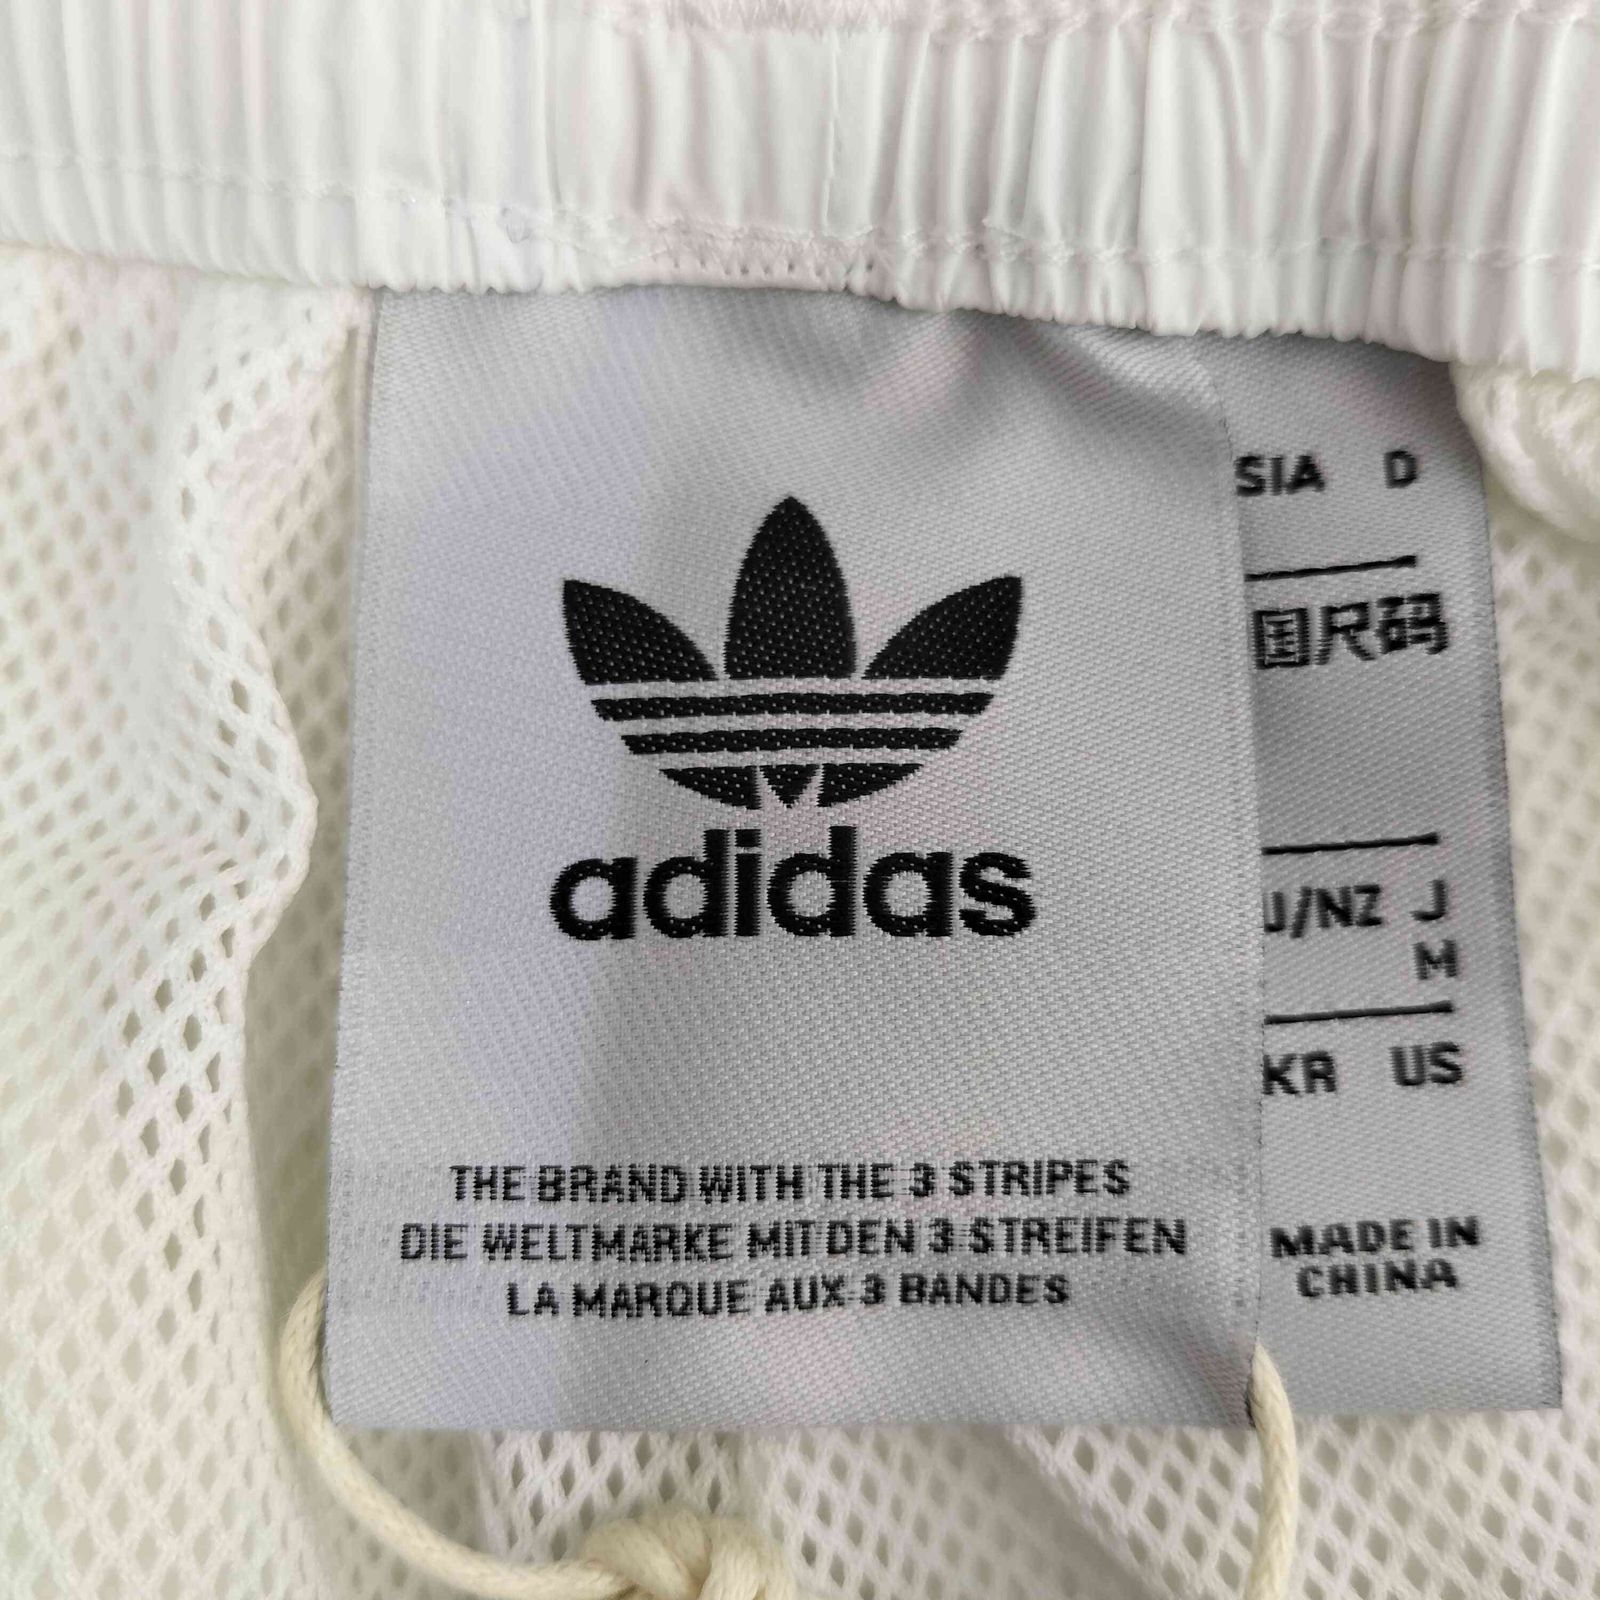 adidas
THE BRAND WITH THE 3 STRIPES
DIE WELTMARKE MIT DEN 3 STREIFEN
LA MARQUE AUX 3 BANDES
SIA D
国尺码
U/NZ J
M
KR US
MADE IN
CHINA